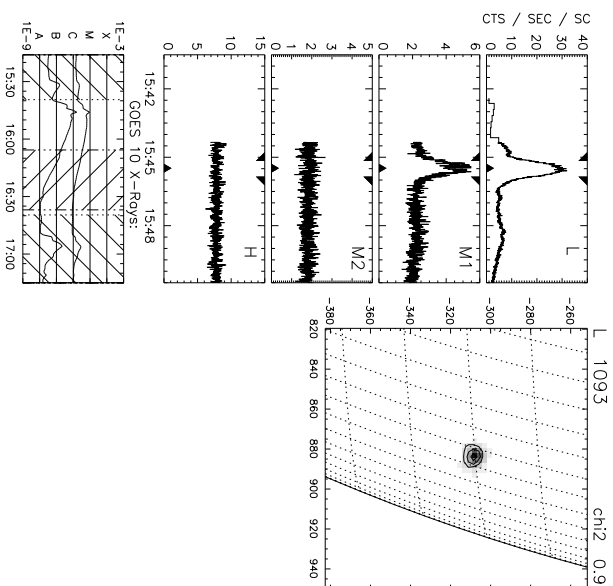 CTS / SEC / SC
40
30
20
10
0
L
6
4
2
0
M1
5
4
3
2
1
0
M2
15
10
5
0
H
15:42 15:45 15:48
GOES 10 X-Rays:
1E-3
X
M
C
B
A
1E-9
15:30 16:00 16:30 17:00
L 1093 chi2 0.9
-260
-280
-300
-320
-340
-360
-380
820 840 860 880 900 920 940